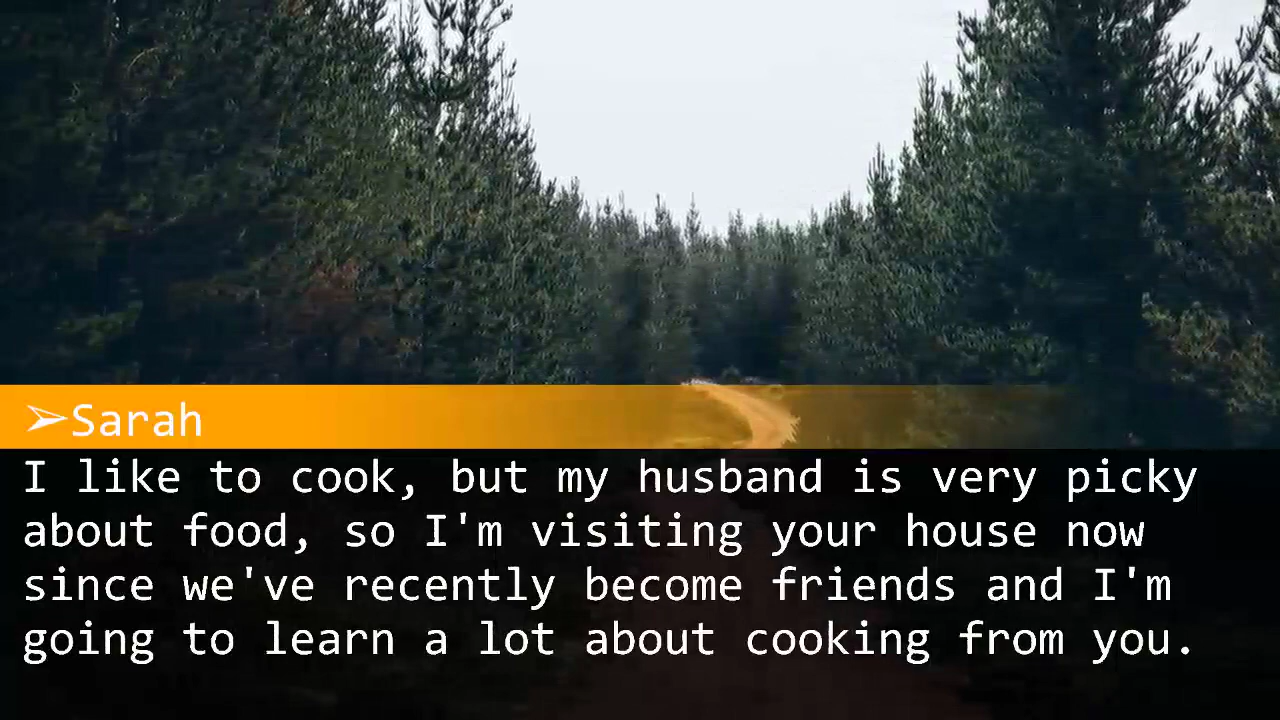 ➢Sarah
I like to cook, but my husband is very picky
about food, so I'm visiting your house now
since we've recently become friends and I'm
going to learn a lot about cooking from you.